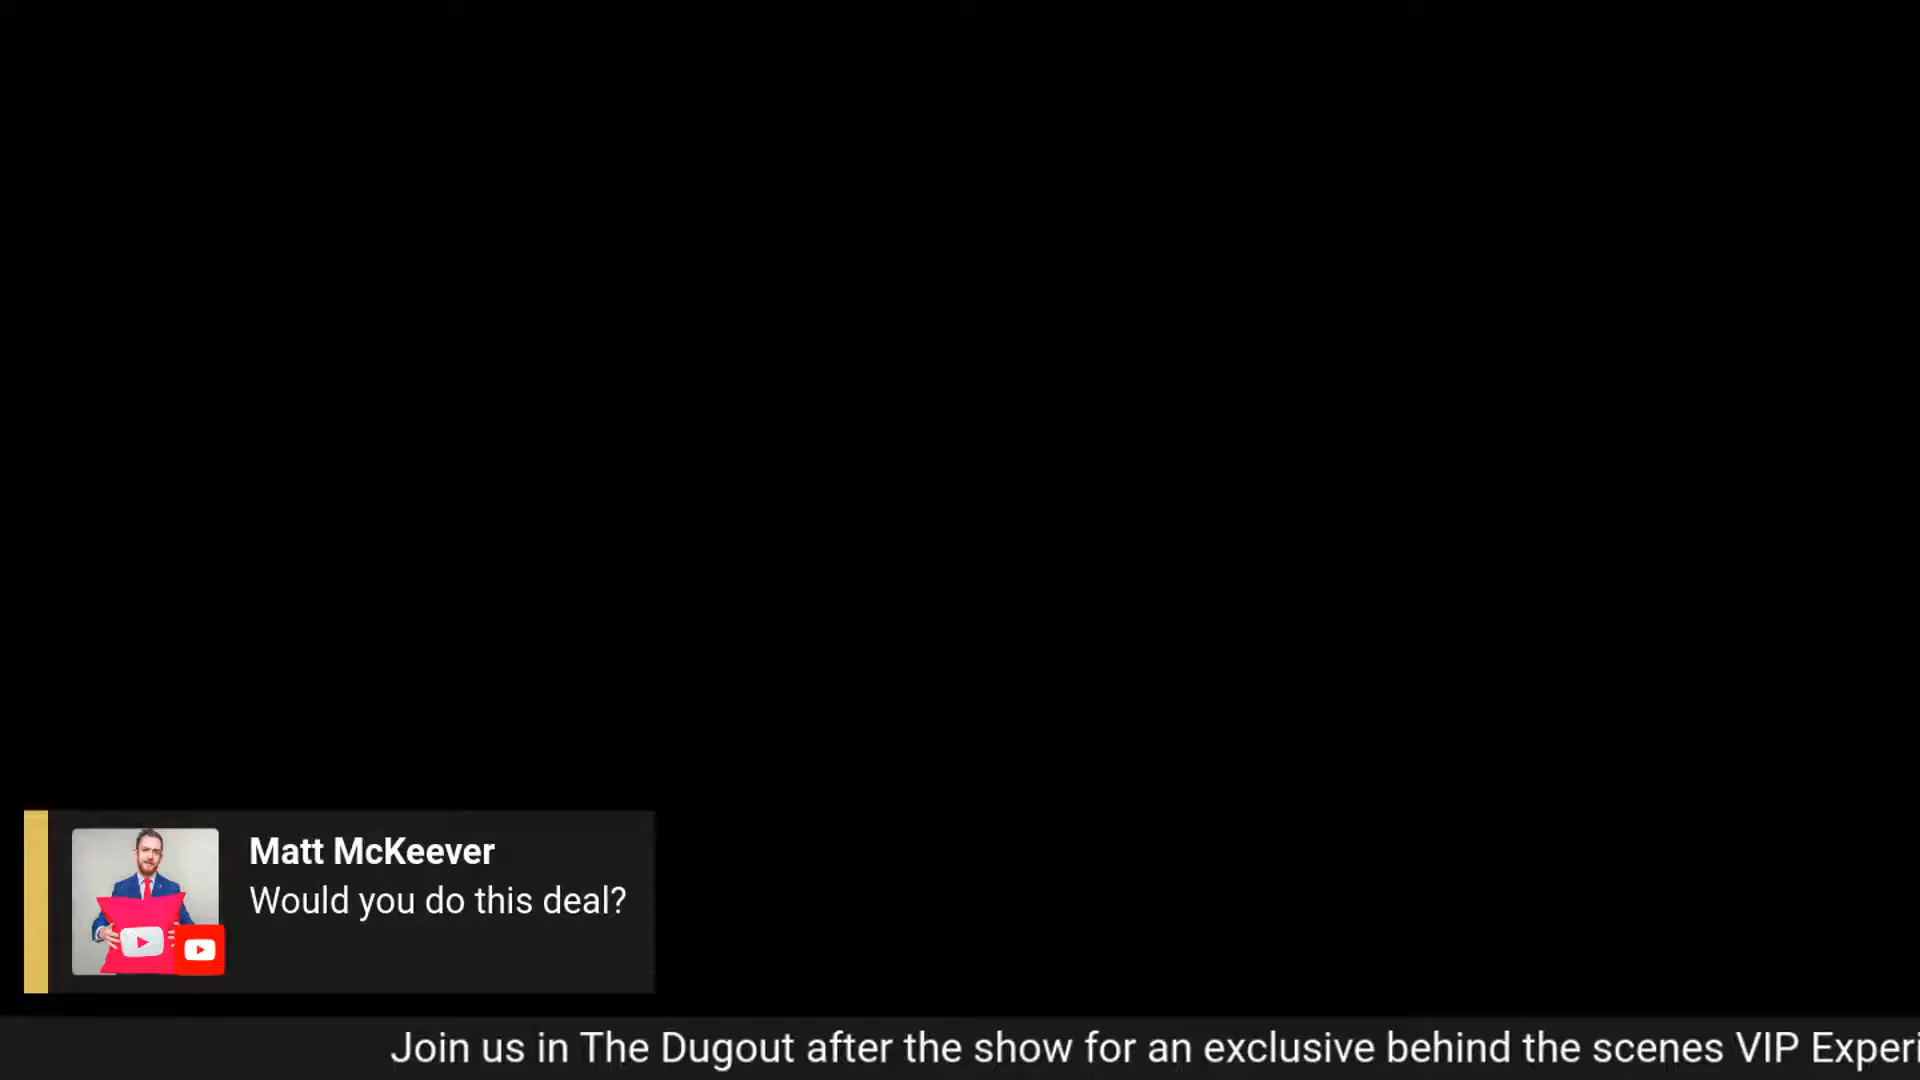 Matt McKeever
Would you do this deal?
Join us in The Dugout after the show for an exclusive behind the scenes VIP Experi